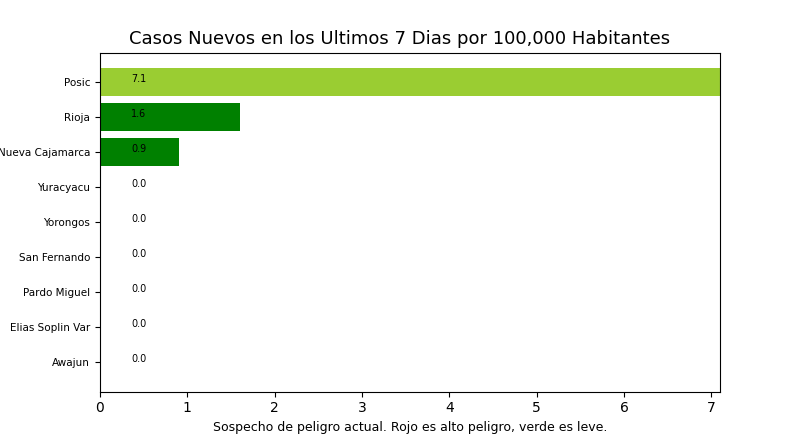 Casos Nuevos en los Ultimos 7 Dias por 100,000 Habitantes
Posic 7.1
Rioja 1.6
Nueva Cajamarca 0.9
Yuracyacu 0.0
Yorongos 0.0
San Fernando 0.0
Pardo Miguel 0.0
Elias Soplin Var 0.0
Awajun 0.0
0 1 2 3 4 5 6 7
Sospecho de peligro actual. Rojo es alto peligro, verde es leve.